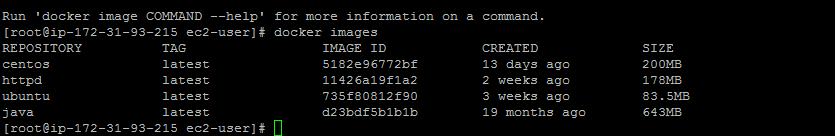 Run 'docker image COMMAND --help' for more information on a command.
[root@ip-172-31-93-215 ec2-user]# docker images
REPOSITORY TAG IMAGE ID CREATED SIZE
centos latest 5182e96772bf 13 days ago 200MB
httpd latest 11426a19f1a2 2 weeks ago 178MB
ubuntu latest 735f80812f90 3 weeks ago 83.5MB
java latest d23bdf5b1b1b 19 months ago 643MB
[root@ip-172-31-93-215 ec2-user]#